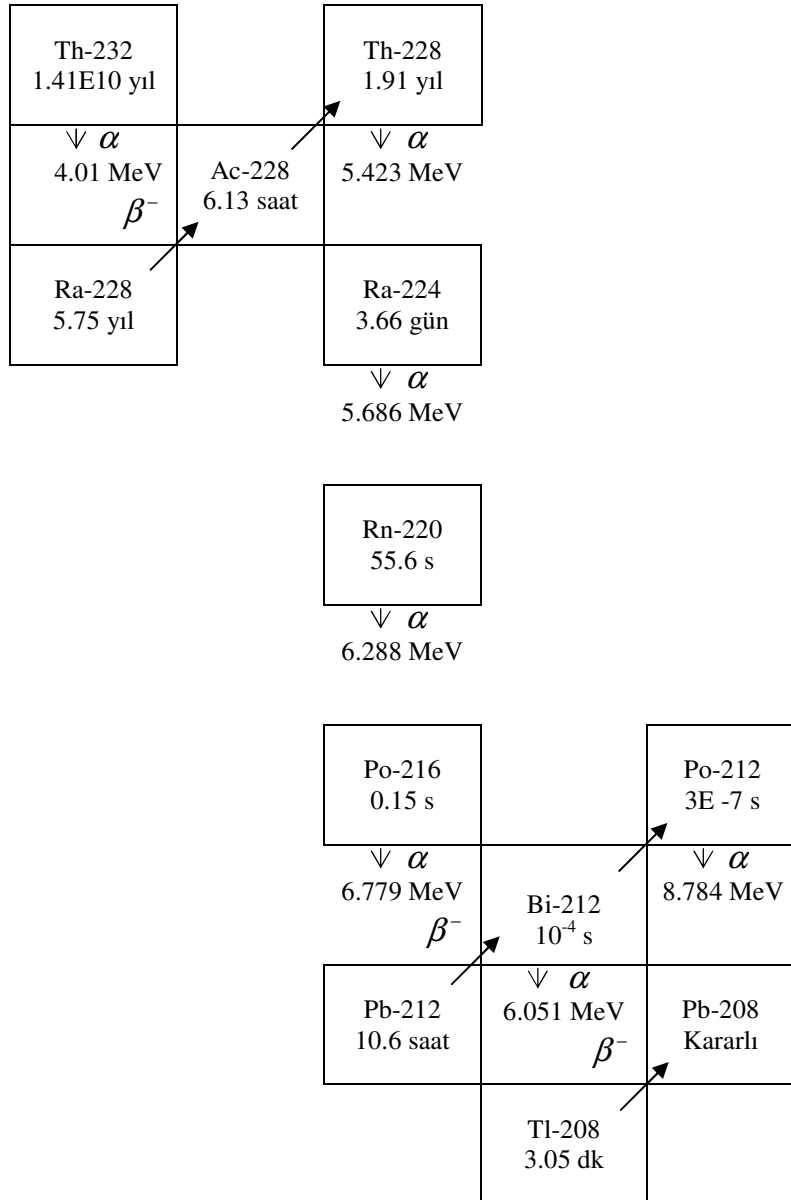 Th-232
1.41E10 yıl
Th-228
1.91 yıl
α
4.01 MeV
β⁻
Ac-228
6.13 saat
α
5.423 MeV
Ra-228
5.75 yıl
Ra-224
3.66 gün
α
5.686 MeV
Rn-220
55.6 s
α
6.288 MeV
Po-216
0.15 s
Po-212
3E -7 s
α
6.779 MeV
β⁻
Bi-212
10⁻⁴ s
α
8.784 MeV
Pb-212
10.6 saat
α
6.051 MeV
β⁻
Pb-208
Kararlı
Tl-208
3.05 dk